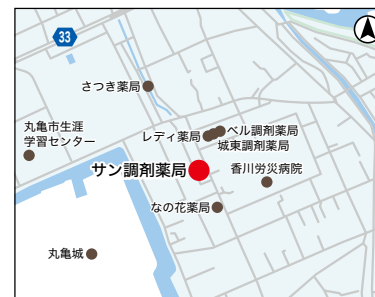 33
さつき薬局
丸亀市生涯
学習センター
レディ薬局
ベル調剤薬局
城東調剤薬局
サン調剤薬局
香川労災病院
なの花薬局
丸亀城